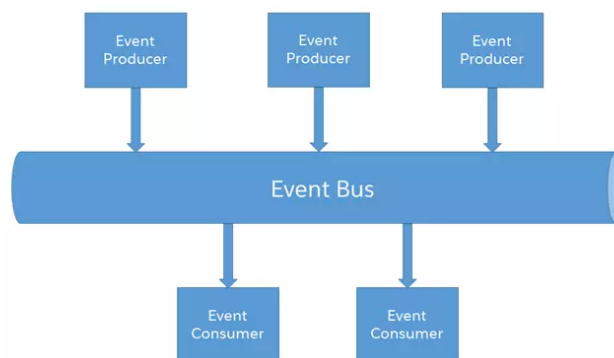 Event
Producer
Event
Producer
Event
Producer
Event Bus
Event
Consumer
Event
Consumer